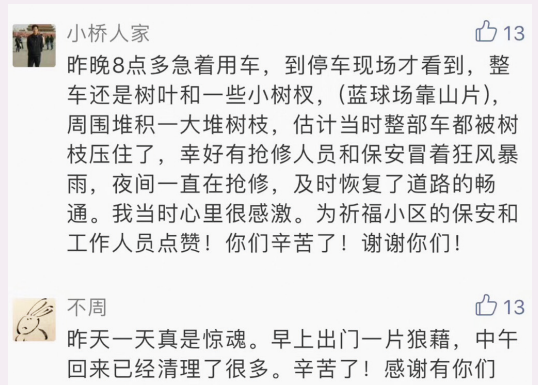 小桥人家
13
昨晚8点多急着用车，到停车现场才看到，整
车还是树叶和一些小树杈，(蓝球场靠山片)，
周围堆积一大堆树枝，估计当时整部车都被树
枝压住了，幸好有抢修人员和保安冒着狂风暴
雨，夜间一直在抢修，及时恢复了道路的畅
通。我当时心里很感激。为祈福小区的保安和
工作人员点赞！你们辛苦了！谢谢你们！
不周
13
昨天一天真是惊魂。早上出门一片狼藉，中午
回来已经清理了很多。辛苦了！感谢有你们